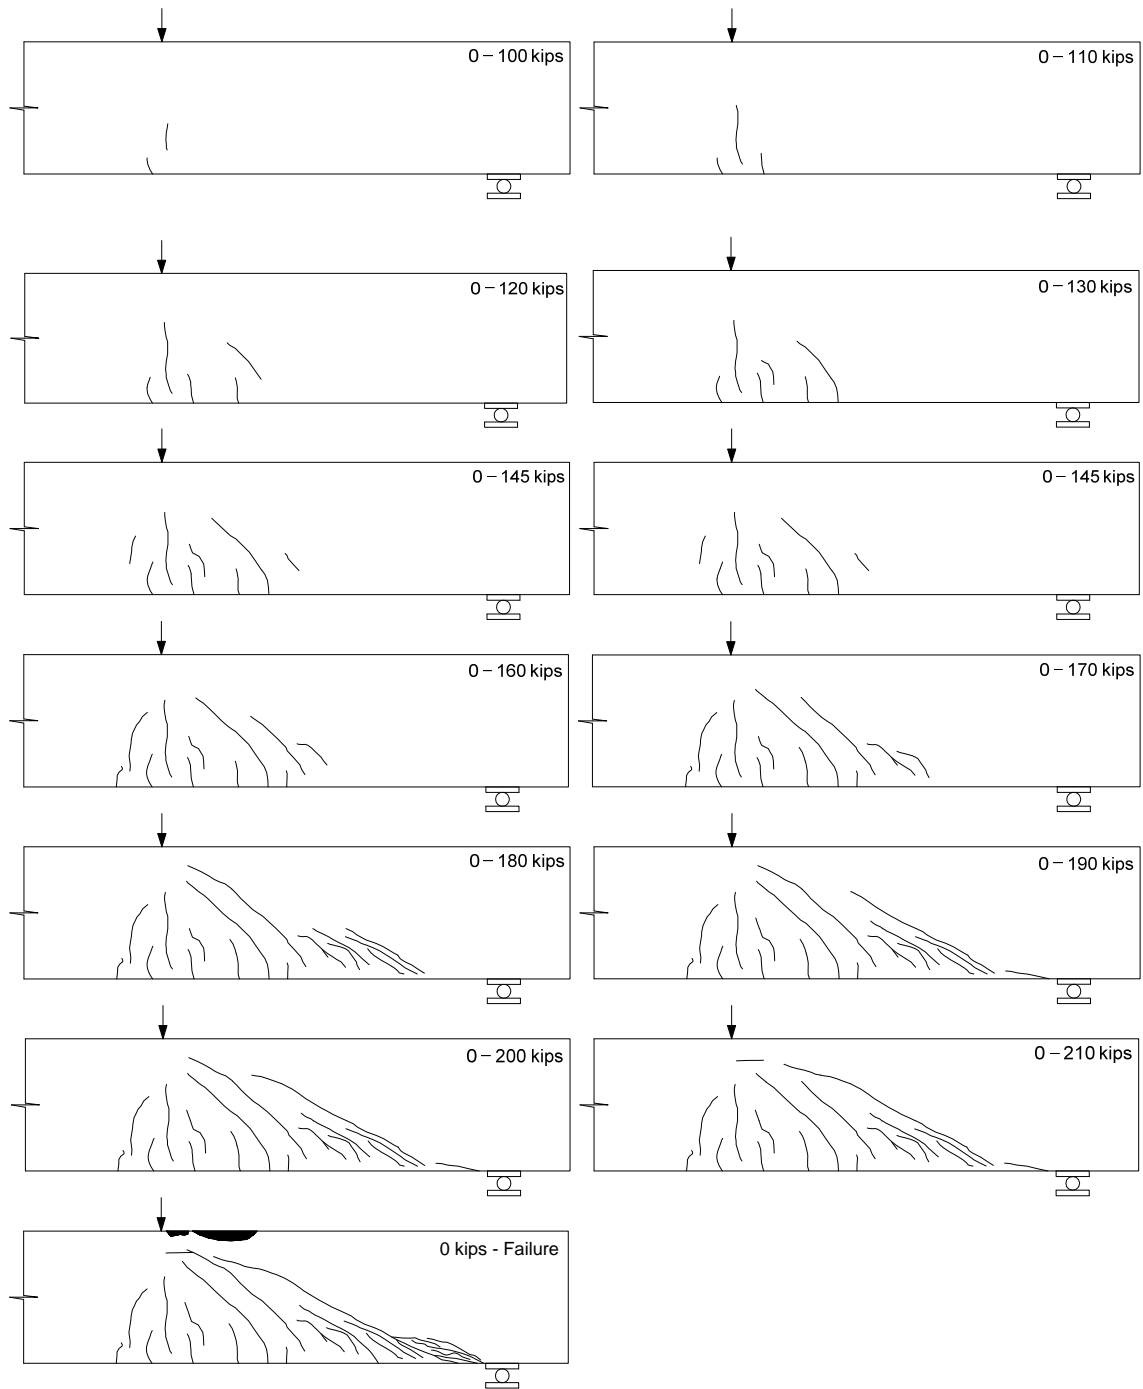 0 – 100 kips
0 – 110 kips
0 – 120 kips
0 – 130 kips
0 – 145 kips
0 – 145 kips
0 – 160 kips
0 – 170 kips
0 – 180 kips
0 – 190 kips
0 – 200 kips
0 – 210 kips
0 kips - Failure